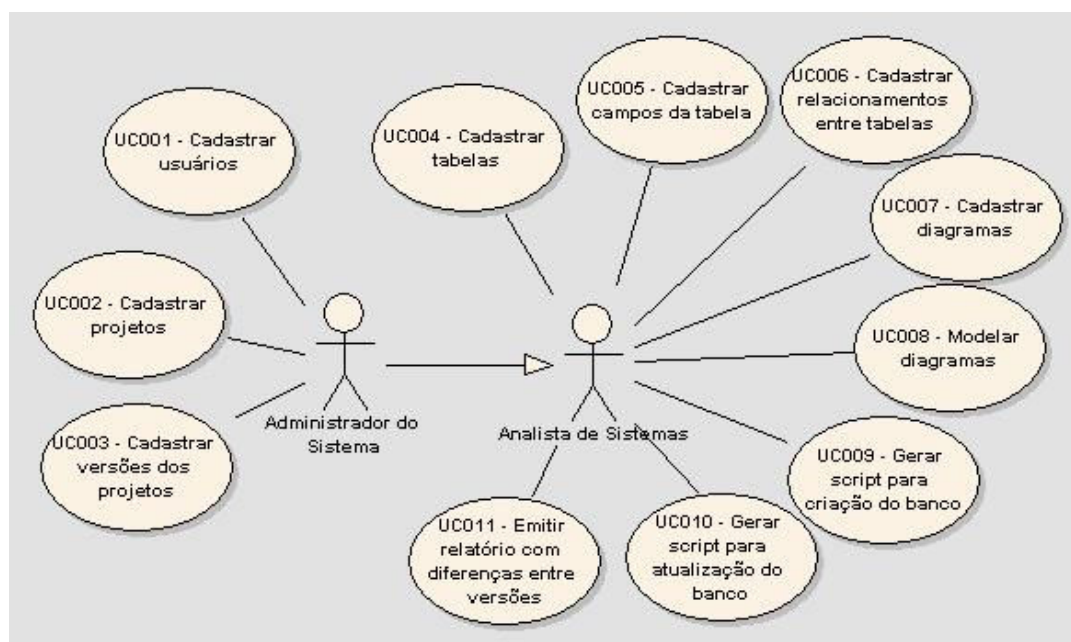 UC001 - Cadastrar
usuários
UC002 - Cadastrar
projetos
UC003 - Cadastrar
versões dos
projetos
UC004 - Cadastrar
tabelas
UC005 - Cadastrar
campos da tabela
UC006 - Cadastrar
relacionamentos
entre tabelas
UC007 - Cadastrar
diagramas
UC008 - Modelar
diagramas
UC009 - Gerar
script para
criação do banco
UC010 - Gerar
script para
atualização do
banco
UC011 - Emitir
relatório com
diferenças entre
versões
Administrador do
Sistema
Analista de Sistemas